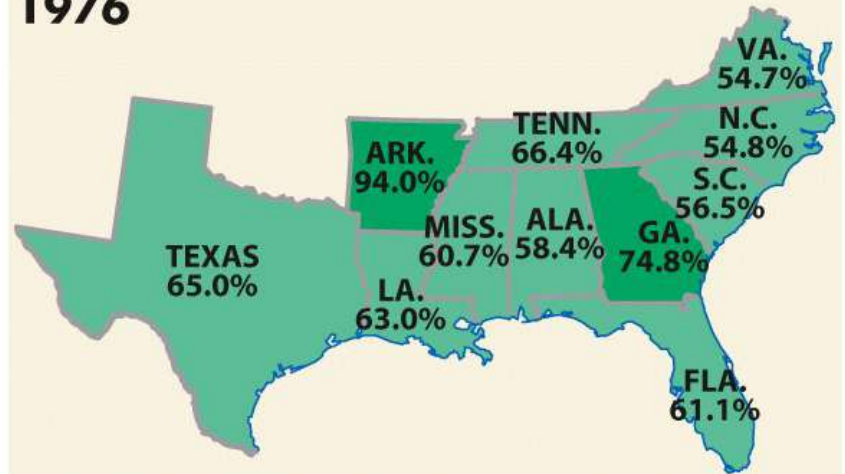 1976
VA.
54.7%
TENN.
66.4%
N.C.
54.8%
ARK.
94.0%
S.C.
56.5%
MISS.
60.7%
ALA.
58.4%
GA.
74.8%
TEXAS
65.0%
LA.
63.0%
FLA.
61.1%